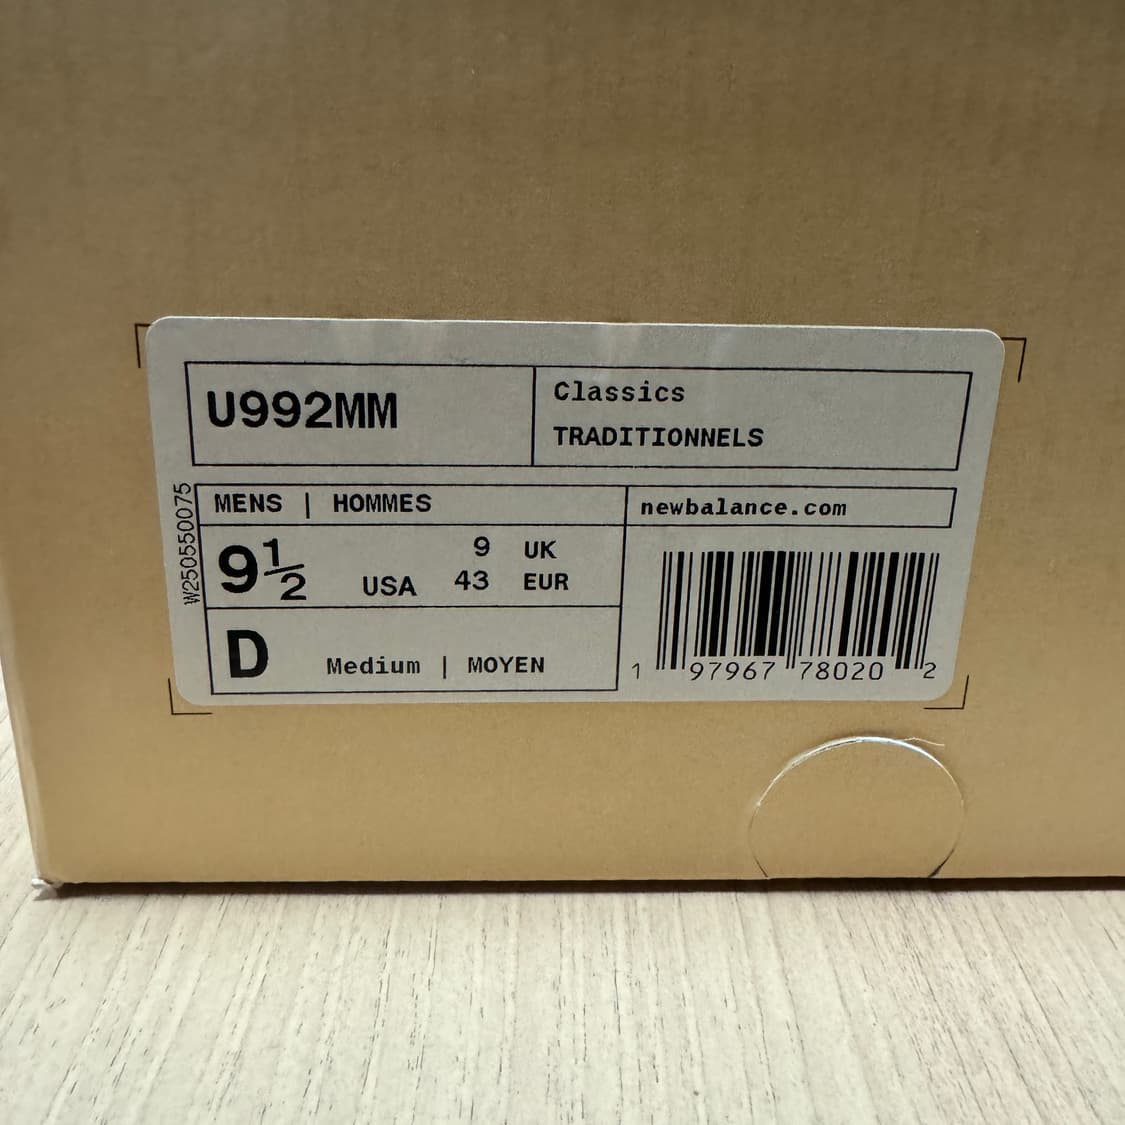 U992MM
Classics
TRADITIONNELS
W250550075
MENS | HOMMES
newbalance.com
9½ USA
9 UK
43 EUR
D Medium | MOYEN
1 97967 78020 2